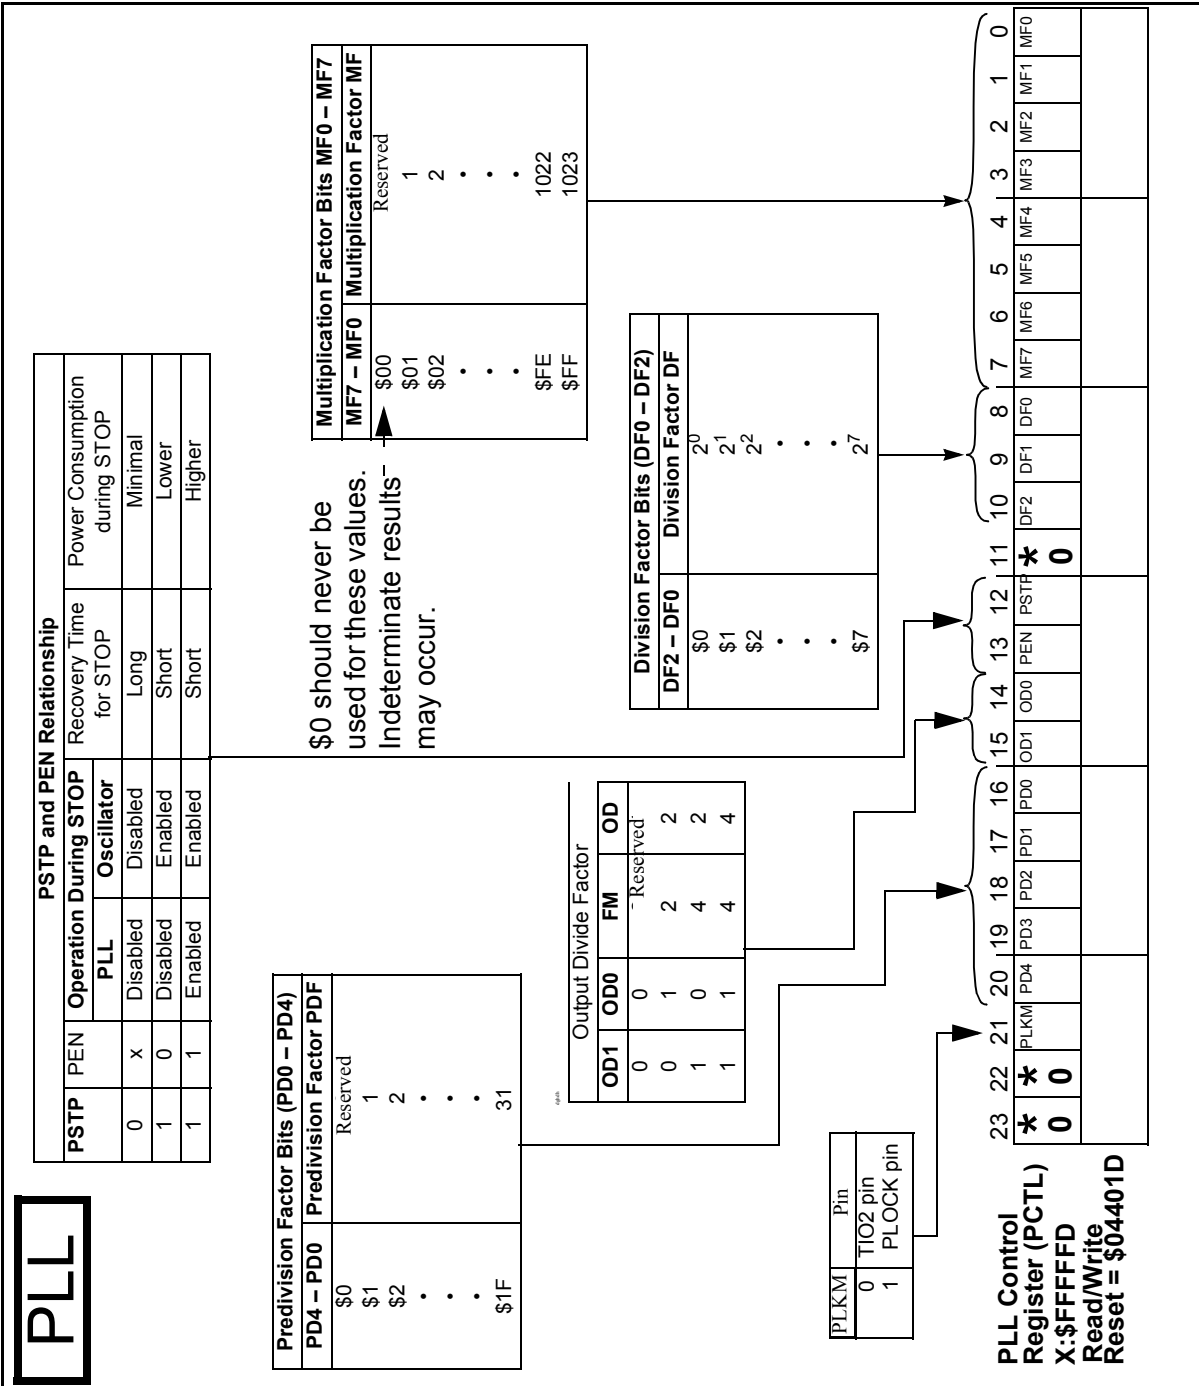 PLL
PSTP and PEN Relationship
PSTP PEN Operation During STOP Recovery Time for STOP Power Consumption during STOP
PLL Oscillator
0 x Disabled Disabled Long Minimal
1 0 Disabled Enabled Short Lower
1 1 Enabled Enabled Short Higher
Predivision Factor Bits (PD0 – PD4)
PD4 – PD0 Predivision Factor PDF
$0 Reserved
$1 1
$2 2
• •
• •
• •
$1F 31
$0 should never be
used for these values.
Indeterminate results
may occur.
Multiplication Factor Bits MF0 – MF7
MF7 – MF0 Multiplication Factor MF
$00 Reserved
$01 1
$02 2
• •
• •
• •
$FE 1022
$FF 1023
Output Divide Factor
OD1 OD0 FM OD
0 0 Reserved
0 1 2 2
1 0 4 2
1 1 4 4
Division Factor Bits (DF0 – DF2)
DF2 – DF0 Division Factor DF
$0 2⁰
$1 2¹
$2 2²
• •
• •
• •
$7 2⁷
PLKM Pin
0 TIO2 pin
1 PLOCK pin
23 22 21 20 19 18 17 16 15 14 13 12 11 10 9 8 7 6 5 4 3 2 1 0
* * PLKM PD4 PD3 PD2 PD1 PD0 OD1 OD0 PEN PSTP * DF2 DF1 DF0 MF7 MF6 MF5 MF4 MF3 MF2 MF1 MF0
0 0 0
PLL Control
Register (PCTL)
X:$FFFFFD
Read/Write
Reset = $04401D